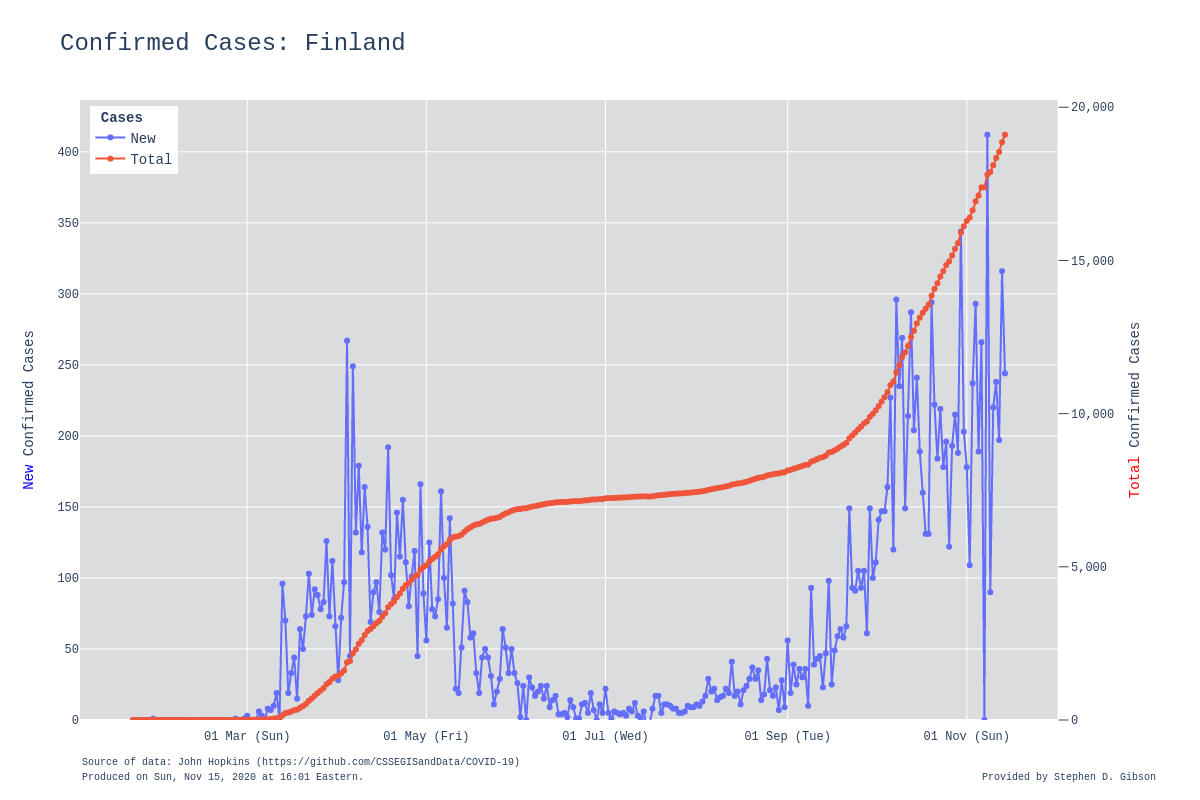 Confirmed Cases: Finland
Cases
New
Total
20,000
400
350
15,000
300
250
10,000
200
150
5,000
100
50
0
0
New Confirmed Cases
Total Confirmed Cases
01 Mar (Sun)
01 May (Fri)
01 Jul (Wed)
01 Sep (Tue)
01 Nov (Sun)
Source of data: John Hopkins (https://github.com/CSSEGISandData/COVID-19)
Produced on Sun, Nov 15, 2020 at 16:01 Eastern.
Provided by Stephen D. Gibson